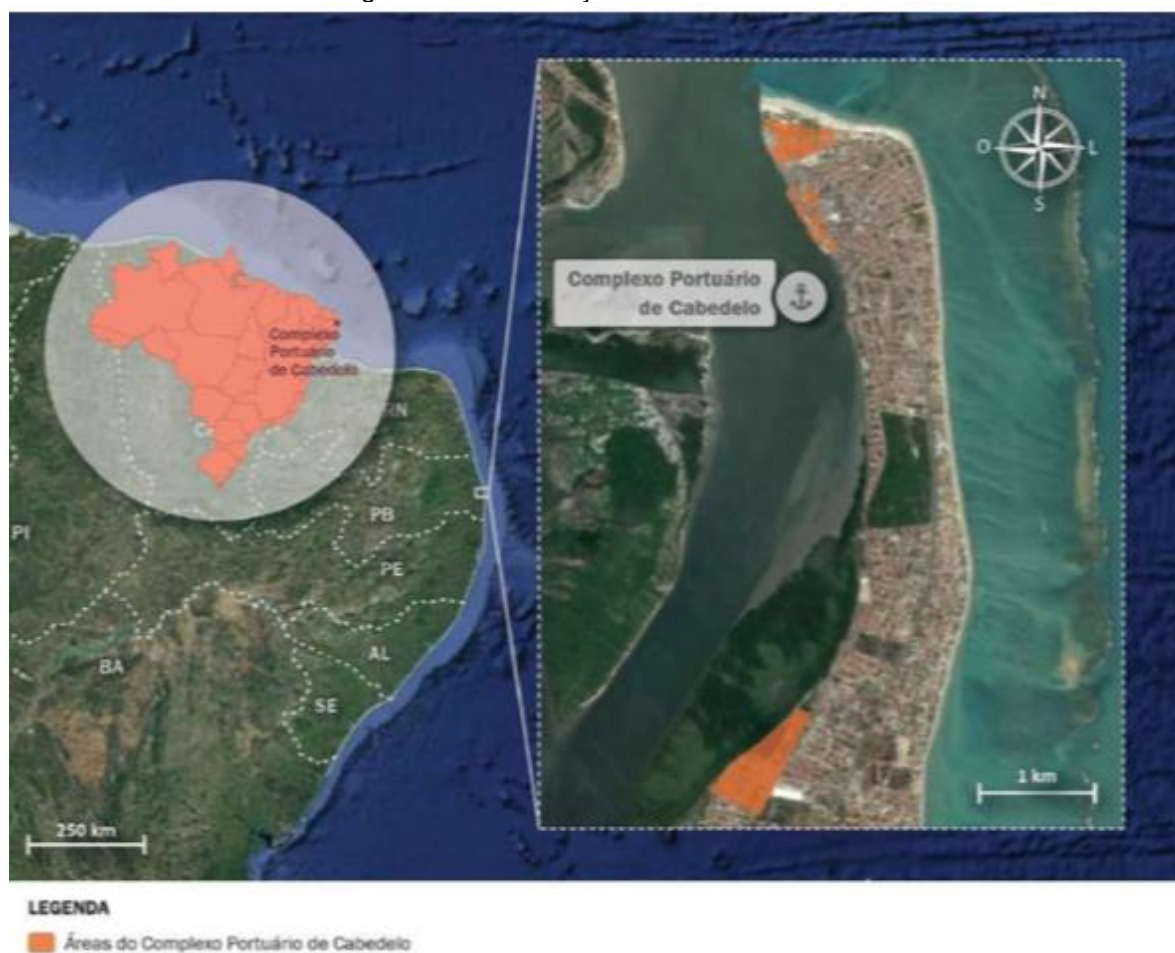 Complexo
Portuário
de Cabedelo
RN
PI
PB
PE
BA
AL
SE
250 km
Complexo Portuário
de Cabedelo
N
O
L
S
1 km
LEGENDA
Áreas do Complexo Portuário de Cabedelo